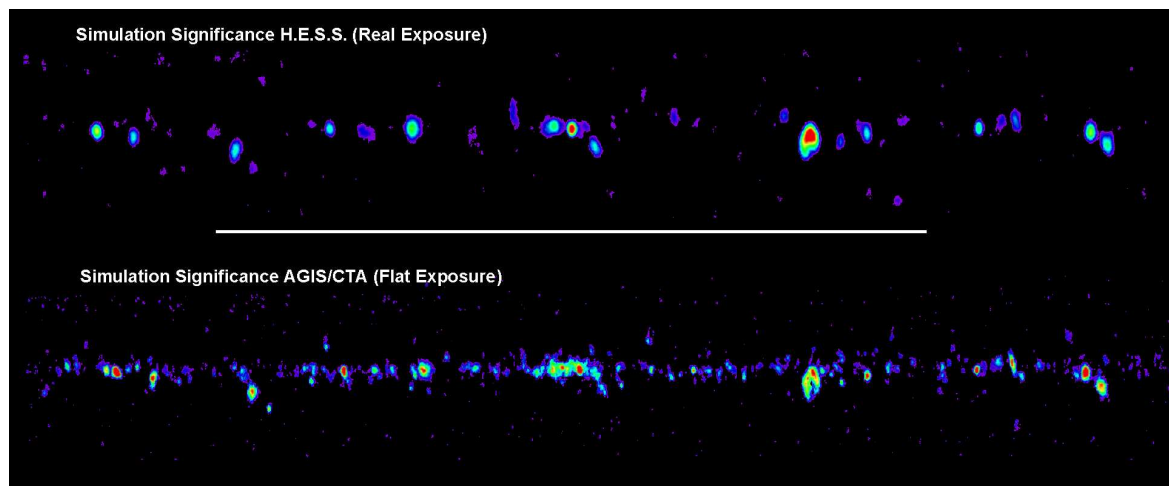 Simulation Significance H.E.S.S. (Real Exposure)
Simulation Significance AGIS/CTA (Flat Exposure)